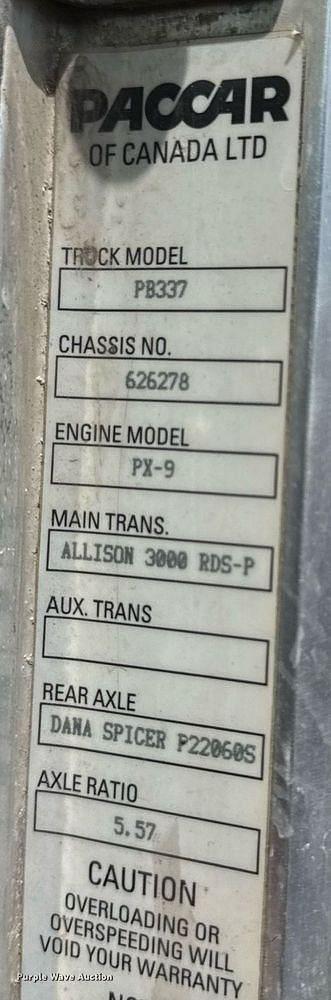 PACCAR
OF CANADA LTD
TRUCK MODEL
PB337
CHASSIS NO.
626278
ENGINE MODEL
PX-9
MAIN TRANS.
ALLISON 3000 RDS-P
AUX. TRANS
REAR AXLE
DANA SPICER P22060S
AXLE RATIO
5.57
CAUTION
OVERLOADING OR
OVERSPEEDING WILL
VOID YOUR WARRANTY
Purple Wave Auction